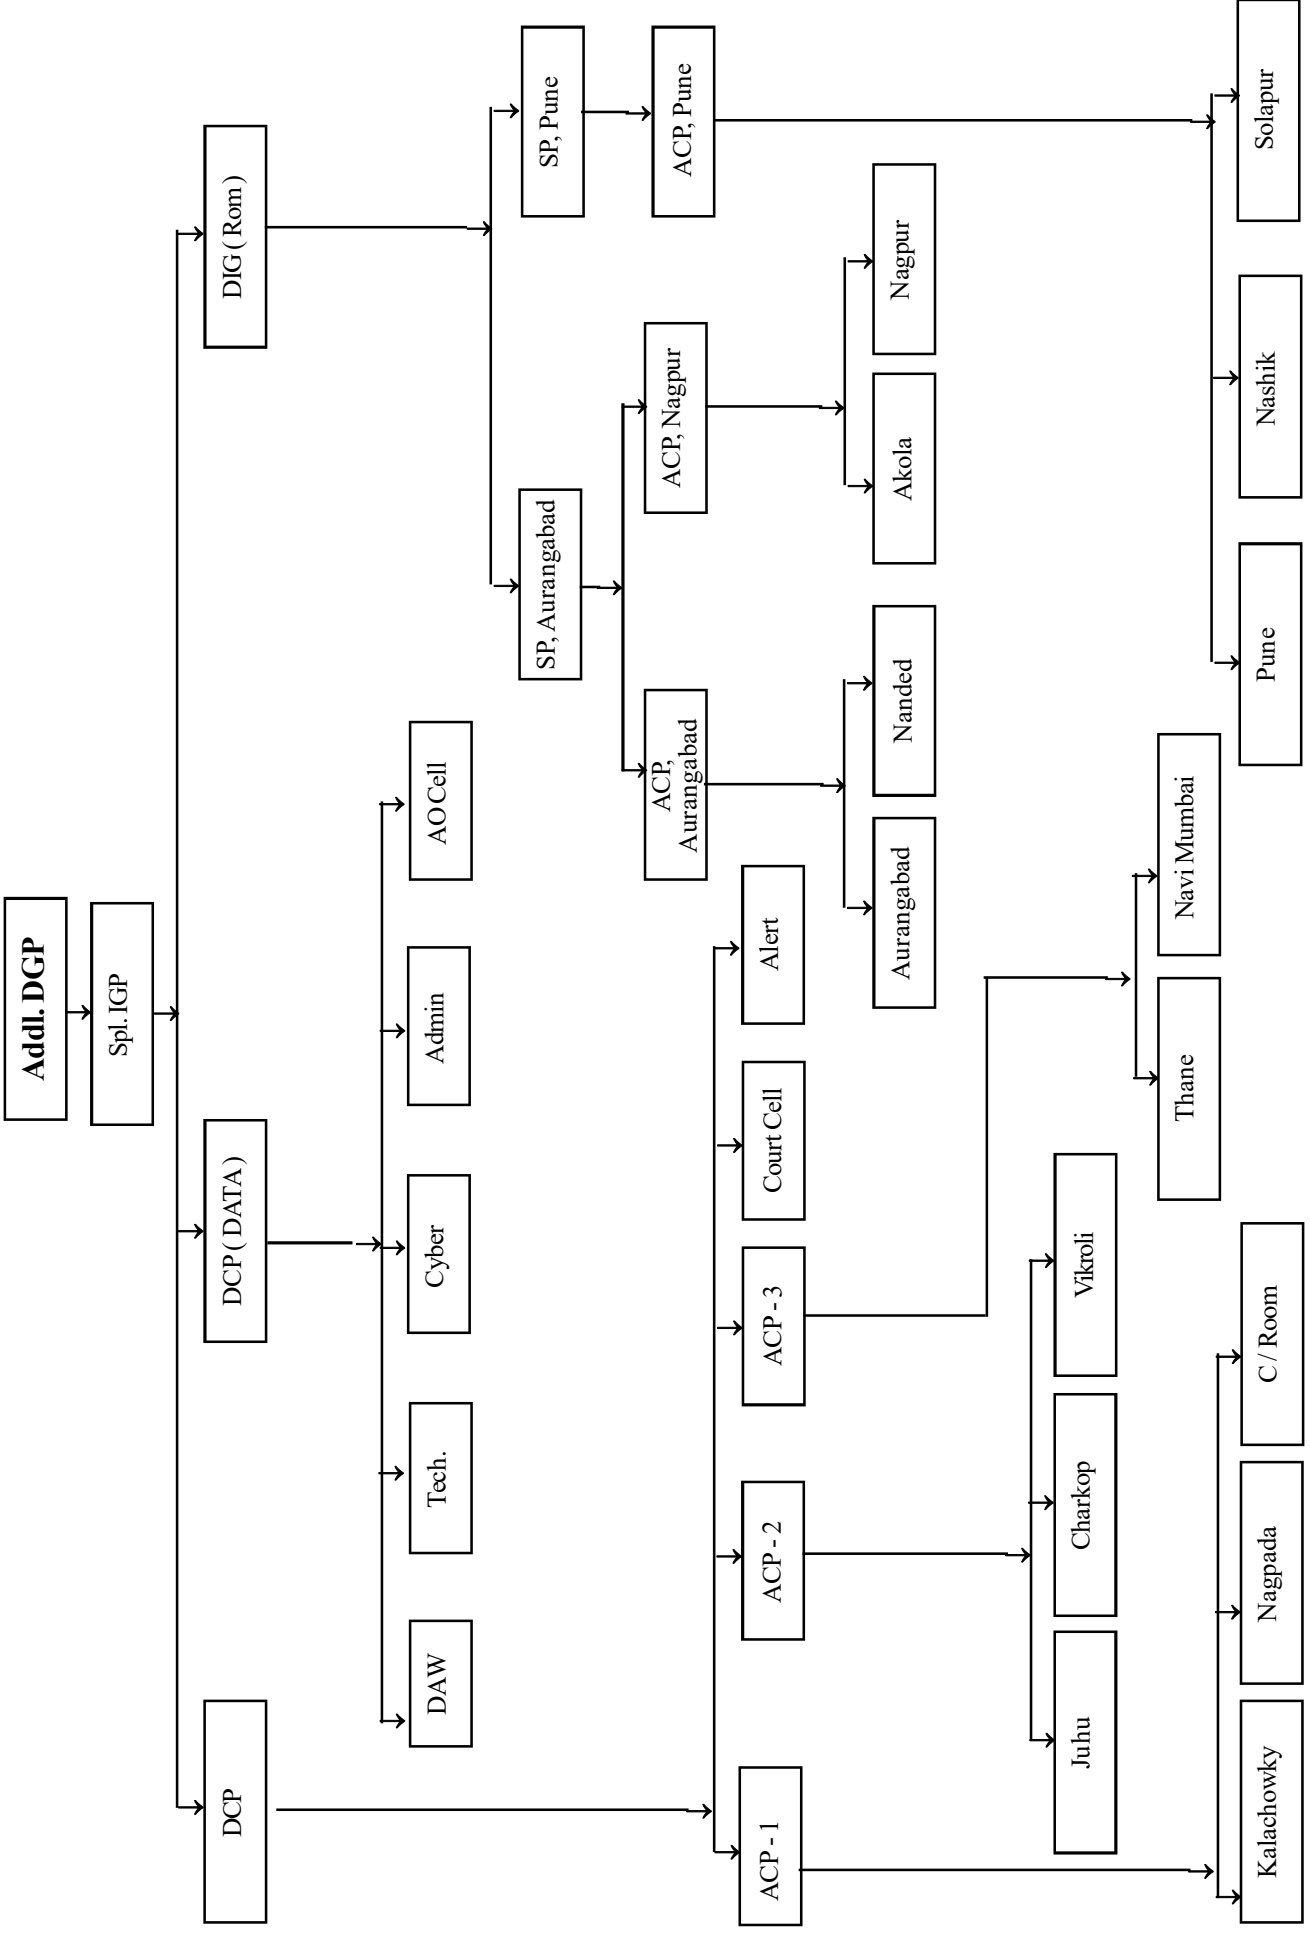 Addl. DGP
Spl. IGP
DCP
DCP ( DATA )
DIG ( Rom )
DAW
Tech.
Cyber
Admin
AO Cell
SP, Aurangabad
SP, Pune
ACP,
Aurangabad
ACP, Nagpur
ACP, Pune
ACP - 1
ACP - 2
ACP - 3
Court Cell
Alert
Aurangabad
Nanded
Akola
Nagpur
Juhu
Charkop
Vikroli
Thane
Navi Mumbai
Kalachowky
Nagpada
C / Room
Pune
Nashik
Solapur